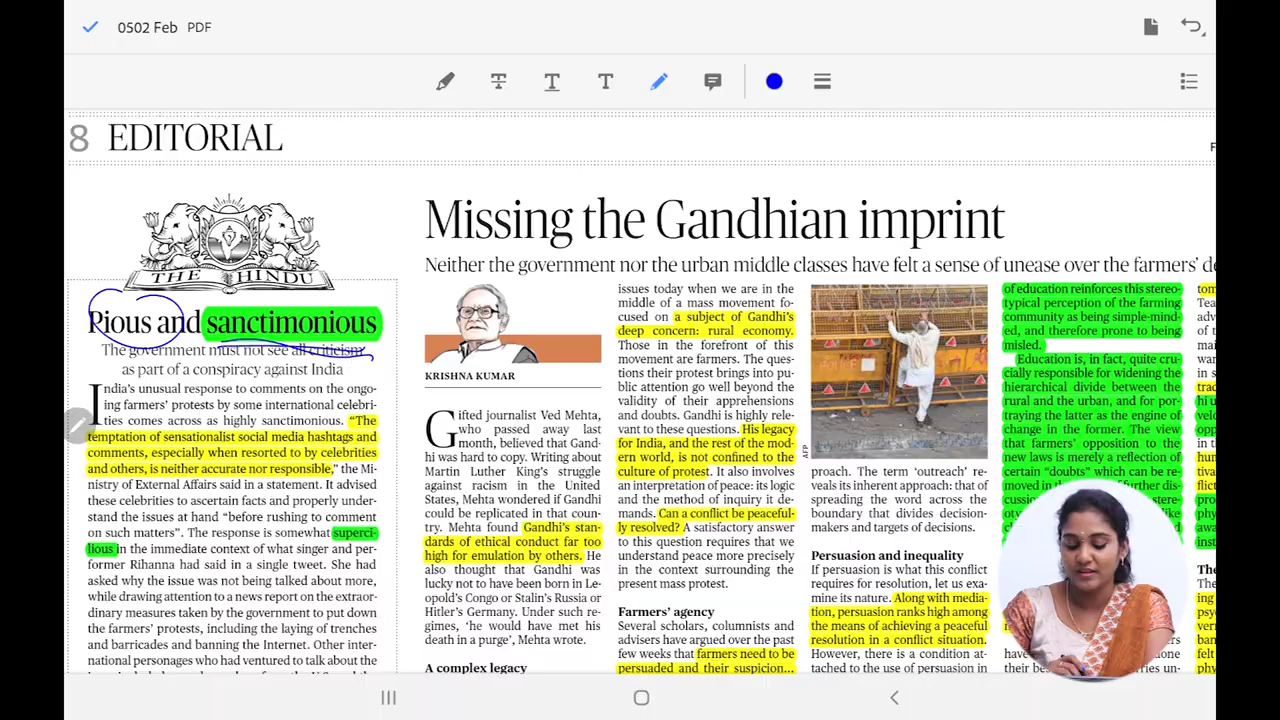 0502 Feb PDF
8 EDITORIAL
THE HINDU
Pious and sanctimonious
The government must not see all criticism
as part of a conspiracy against India
India's unusual response to comments on the ongo-
ing farmers' protests by some international celebri-
ties comes across as highly sanctimonious. “The
temptation of sensationalist social media hashtags and
comments, especially when resorted to by celebrities
and others, is neither accurate nor responsible,” the Mi-
nistry of External Affairs said in a statement. It advised
these celebrities to ascertain facts and properly under-
stand the issues at hand “before rushing to comment
on such matters”. The response is somewhat superci-
lious in the immediate context of what singer and per-
former Rihanna had said in a single tweet. She had
asked why the issue was not being talked about more,
while drawing attention to a news report on the extraor-
dinary measures taken by the government to put down
the farmers' protests, including the laying of trenches
and barricades and banning the Internet. Other inter-
national personages who had ventured to talk about the
Missing the Gandhian imprint
Neither the government nor the urban middle classes have felt a sense of unease over the farmers'
KRISHNA KUMAR
Gifted journalist Ved Mehta,
who passed away last
month, believed that Gand-
hi was hard to copy. Writing about
Martin Luther King's struggle
against racism in the United
States, Mehta wondered if Gandhi
could be replicated in that coun-
try. Mehta found Gandhi's stan-
dards of ethical conduct far too
high for emulation by others. He
also thought that Gandhi was
lucky not to have been born in Le-
opold's Congo or Stalin's Russia or
Hitler's Germany. Under such re-
gimes, ‘he would have met his
death in a purge’, Mehta wrote.
A complex legacy
issues today when we are in the
middle of a mass movement fo-
cused on a subject of Gandhi's
deep concern: rural economy.
Those in the forefront of this
movement are farmers. The ques-
tions their protest brings into pu-
blic attention go well beyond the
validity of their apprehensions
and doubts. Gandhi is highly rele-
vant to these questions. His legacy
for India, and the rest of the mod-
ern world, is not confined to the
culture of protest. It also involves
an interpretation of peace: its logic
and the method of inquiry it de-
mands. Can a conflict be peaceful-
ly resolved? A satisfactory answer
to this question requires that we
understand peace more precisely
in the context surrounding the
present mass protest.
Farmers' agency
Several scholars, columnists and
advisers have argued over the past
few weeks that farmers need to be
persuaded and their suspicion...
AFP
proach. The term ‘outreach’ re-
veals its inherent approach: that of
spreading the word across the
boundary that divides decision-
makers and targets of decisions.
Persuasion and inequality
If persuasion is what this conflict
requires for resolution, let us exa-
mine its nature. Along with media-
tion, persuasion ranks high among
the means of achieving a peaceful
resolution in a conflict situation.
However, there is a condition at-
tached to the use of persuasion in
of education reinforces this stereo-
typical perception of the farming
community as being simple-mind-
ed, and therefore prone to being
misled.
Education is, in fact, quite cru-
cially responsible for widening the
hierarchical divide between the
rural and the urban, and for por-
traying the latter as the engine of
change in the former. The view
that farmers' opposition to the
new laws is merely a reflection of
certain “doubts” which can be re-
moved in